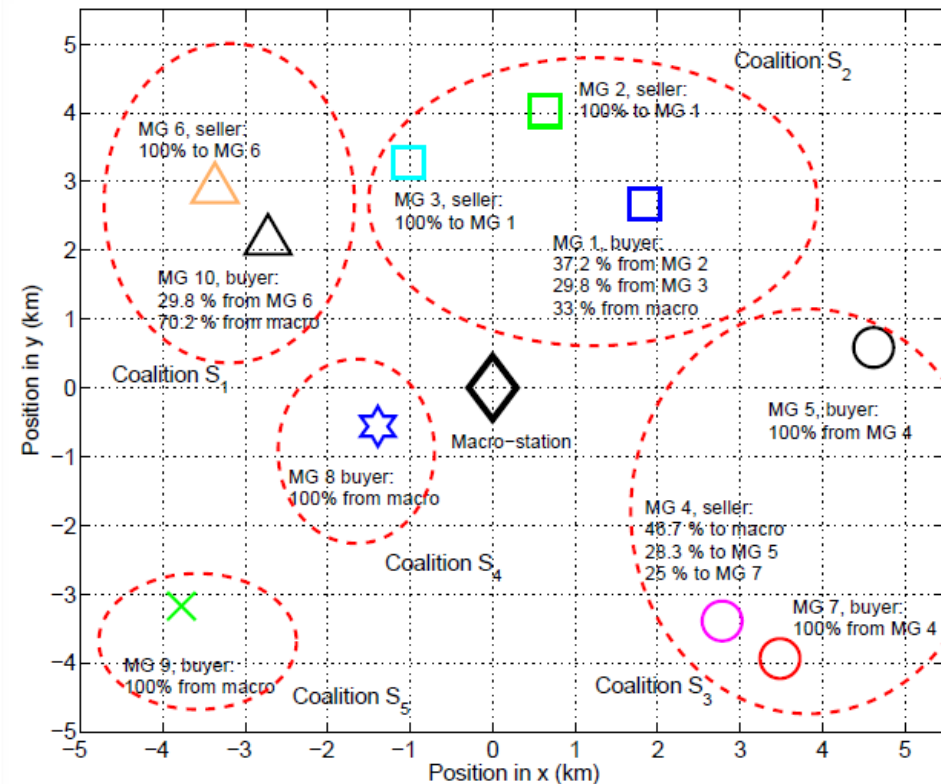 Coalition S2
MG 2, seller:
100% to MG 1
MG 6, seller:
100% to MG 6
MG 3, seller:
100% to MG 1
MG 1, buyer:
37.2 % from MG 2
29.8 % from MG 3
33 % from macro
MG 10, buyer:
29.8 % from MG 6
70.2 % from macro
Coalition S1
Macro-station
MG 5, buyer:
100% from MG 4
MG 8 buyer:
100% from macro
MG 4, seller:
46.7 % to macro
28.3 % to MG 5
25 % to MG 7
Coalition S4
MG 7, buyer:
100% from MG 4
MG 9, buyer:
100% from macro
Coalition S5
Coalition S3
5
4
3
2
1
0
−1
−2
−3
−4
−5
Position in y (km)
−5 −4 −3 −2 −1 0 1 2 3 4 5
Position in x (km)